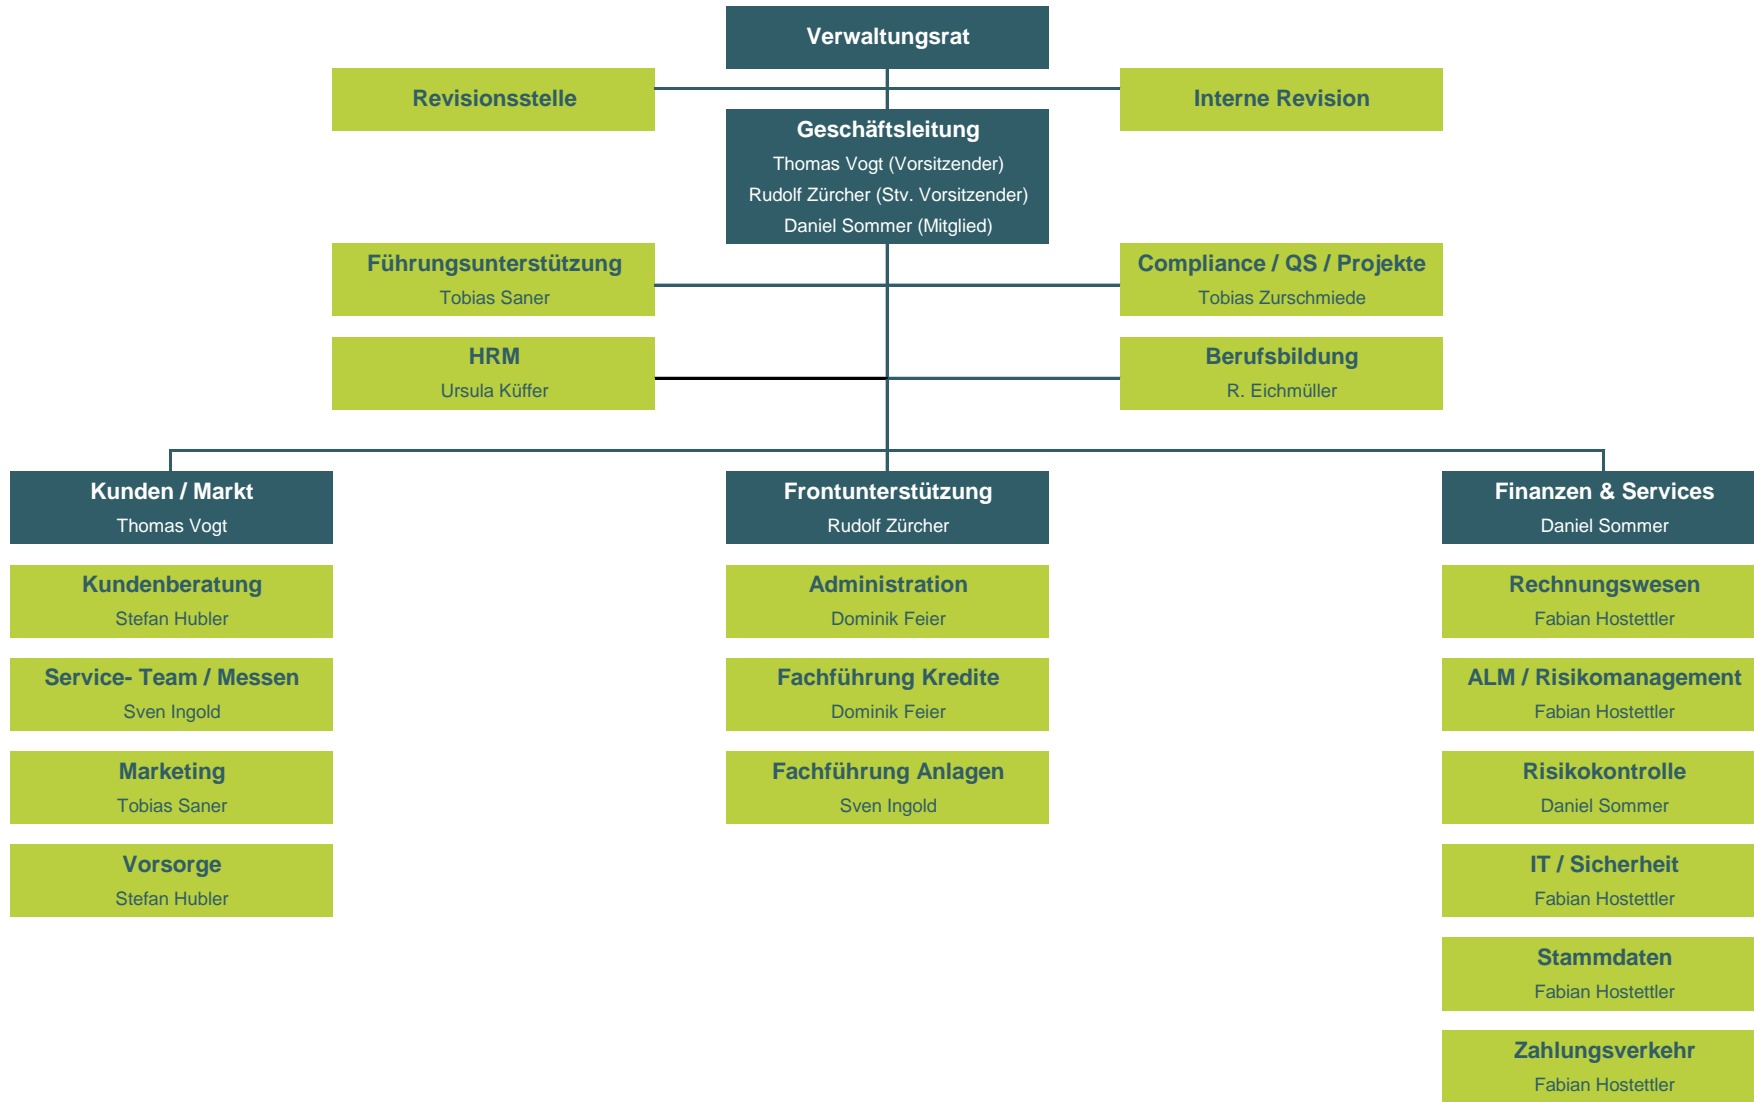 Verwaltungsrat
Revisionsstelle
Interne Revision
Geschäftsleitung
Thomas Vogt (Vorsitzender)
Rudolf Zürcher (Stv. Vorsitzender)
Daniel Sommer (Mitglied)
Führungsunterstützung
Tobias Saner
Compliance / QS / Projekte
Tobias Zurschmiede
HRM
Ursula Küffer
Berufsbildung
R. Eichmüller
Kunden / Markt
Thomas Vogt
Kundenberatung
Stefan Hubler
Service- Team / Messen
Sven Ingold
Marketing
Tobias Saner
Vorsorge
Stefan Hubler
Frontunterstützung
Rudolf Zürcher
Administration
Dominik Feier
Fachführung Kredite
Dominik Feier
Fachführung Anlagen
Sven Ingold
Finanzen & Services
Daniel Sommer
Rechnungswesen
Fabian Hostettler
ALM / Risikomanagement
Fabian Hostettler
Risikokontrolle
Daniel Sommer
IT / Sicherheit
Fabian Hostettler
Stammdaten
Fabian Hostettler
Zahlungsverkehr
Fabian Hostettler